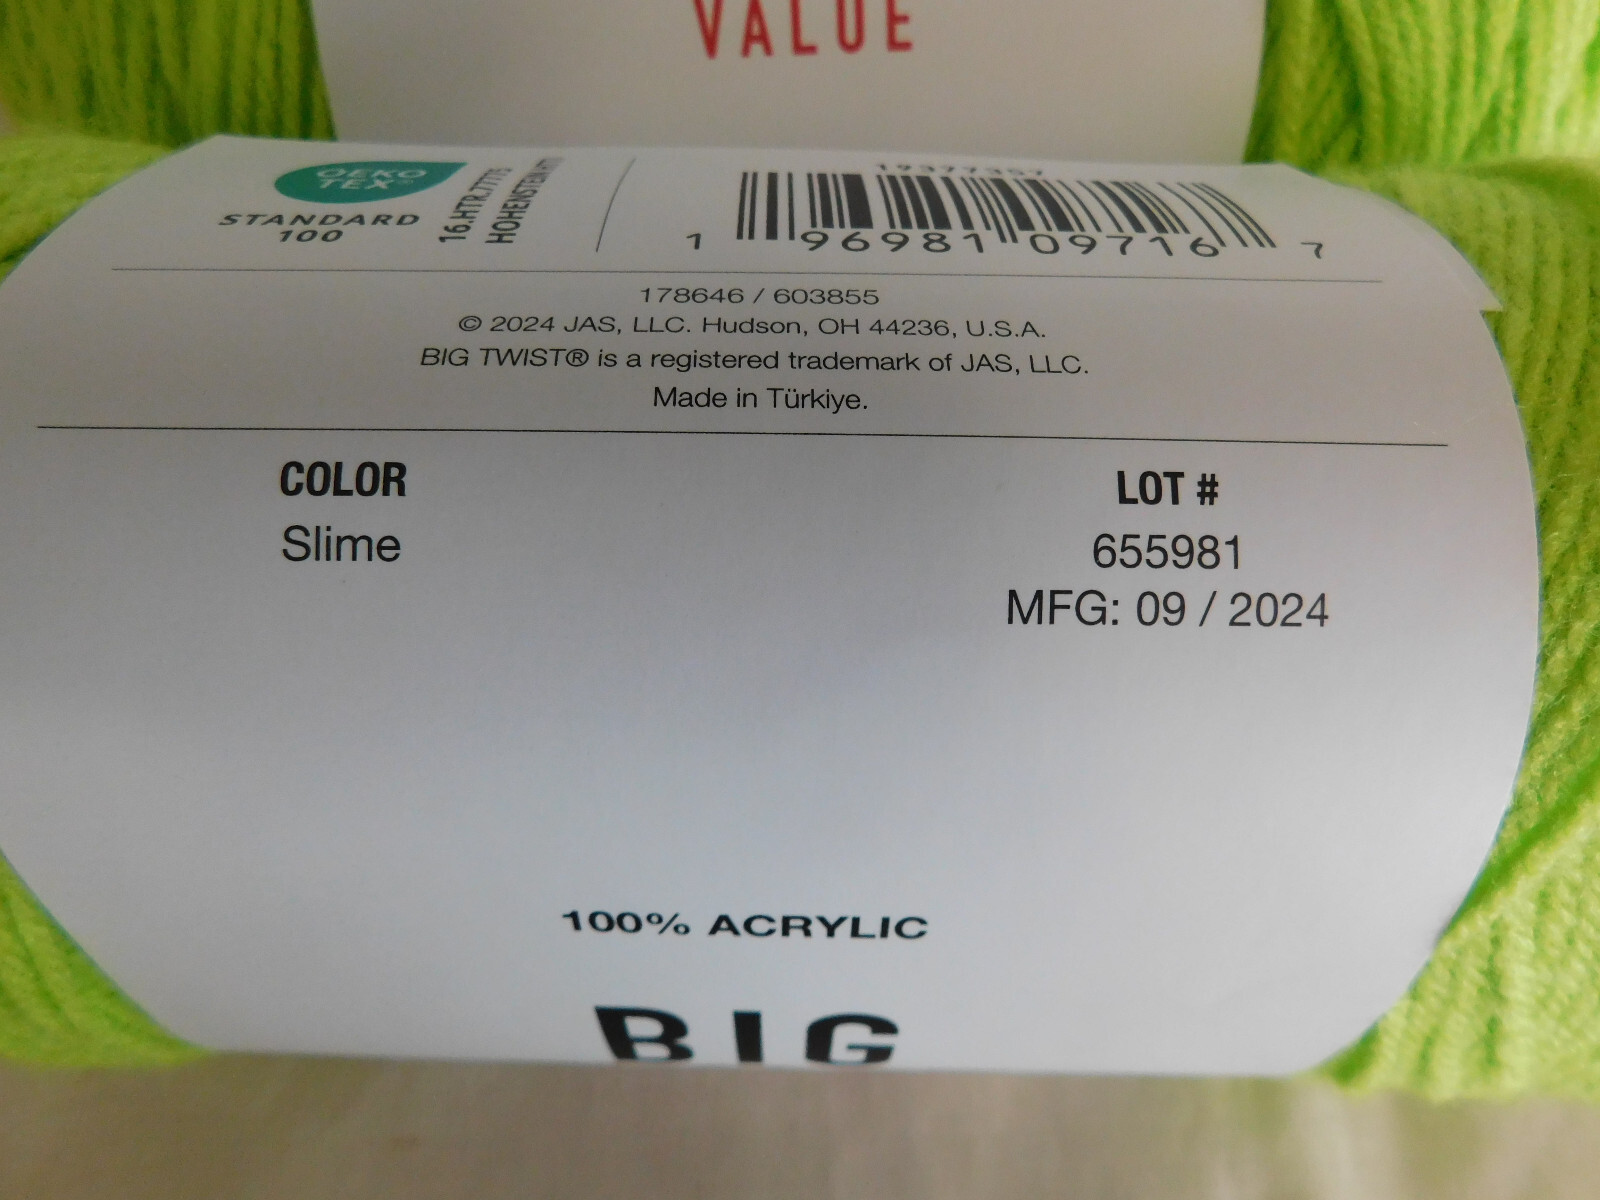 VALUE
OEKO
TEX®
STANDARD
100
16.HTR.77775
HOHENSTEIN HTTI
19377357
1 96981 09716 7
178646 / 603855
© 2024 JAS, LLC. Hudson, OH 44236, U.S.A.
BIG TWIST® is a registered trademark of JAS, LLC.
Made in Türkiye.
COLOR
Slime
LOT #
655981
MFG: 09 / 2024
100% ACRYLIC
BIG